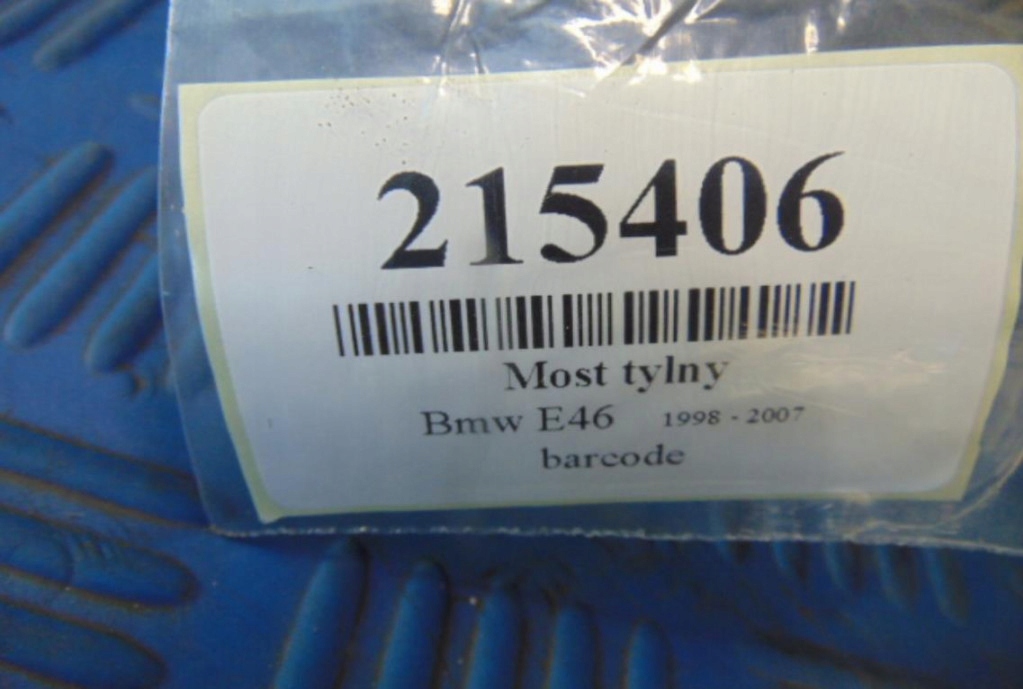 215406
Most tylny
Bmw E46 1998 - 2007
barcode